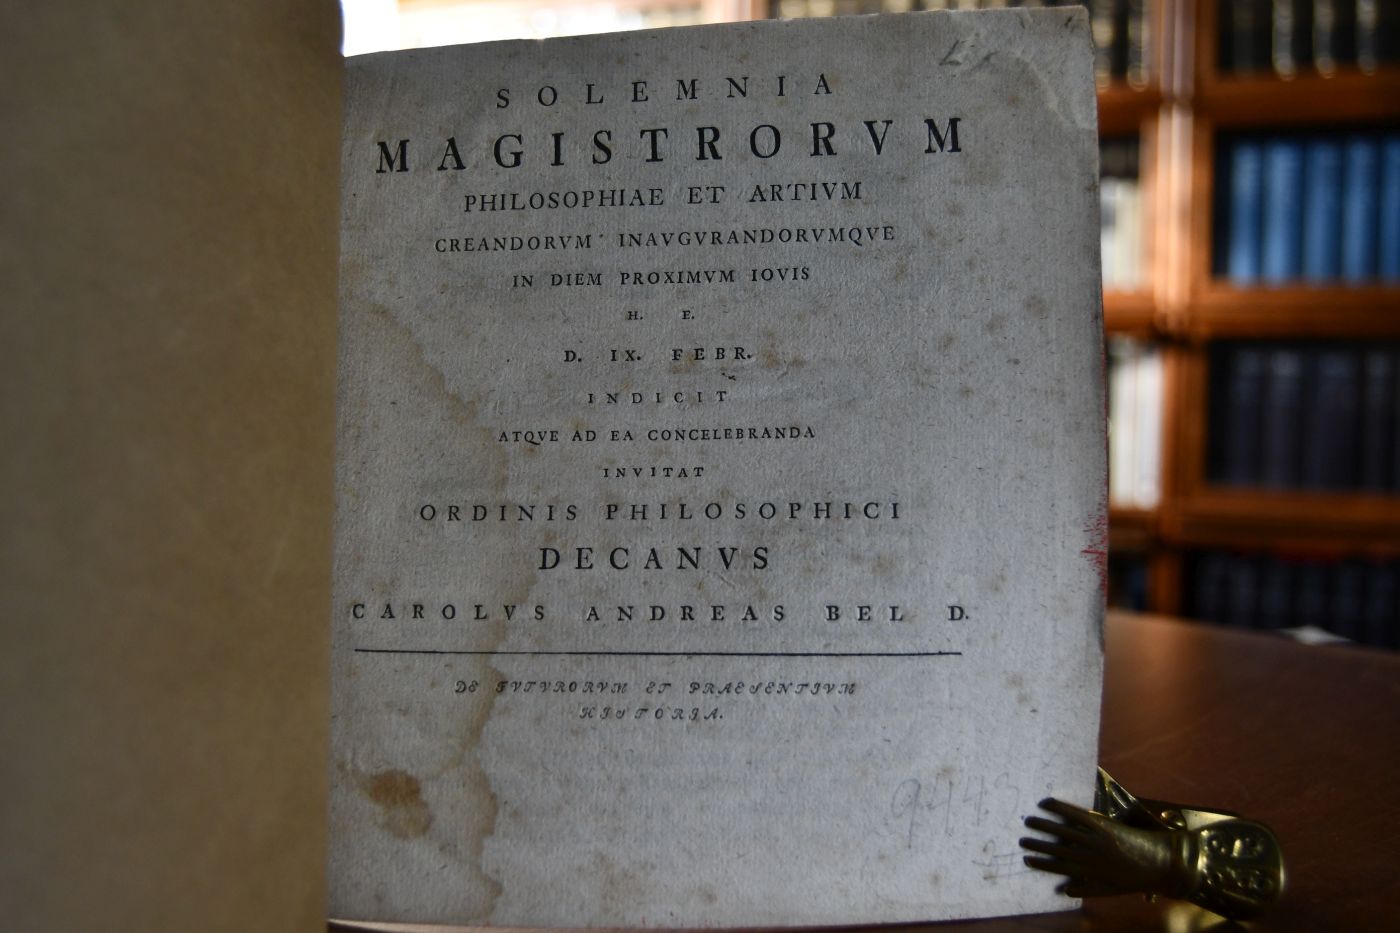 SOLEMNIA
MAGISTRORVM
PHILOSOPHIAE ET ARTIVM
CREANDORVM INAVGVRANDORVMQVE
IN DIEM PROXIMVM IOVIS
H. E.
D. IX. FEBR.
INDICIT
ATQVE AD EA CONCELEBRANDA
INVITAT
ORDINIS PHILOSOPHICI
DECANVS
CAROLVS ANDREAS BEL D.
DE FVTVRORVM ET PRAESENTIVM
HISTORIA.